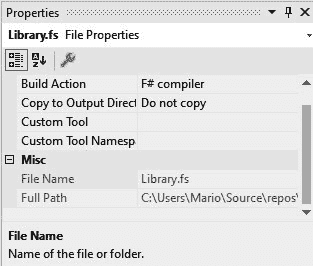 Properties
Library.fs File Properties
Build Action F# compiler
Copy to Output Direct Do not copy
Custom Tool
Custom Tool Namespa
Misc
File Name Library.fs
Full Path C:\Users\Mario\Source\repos\
File Name
Name of the file or folder.